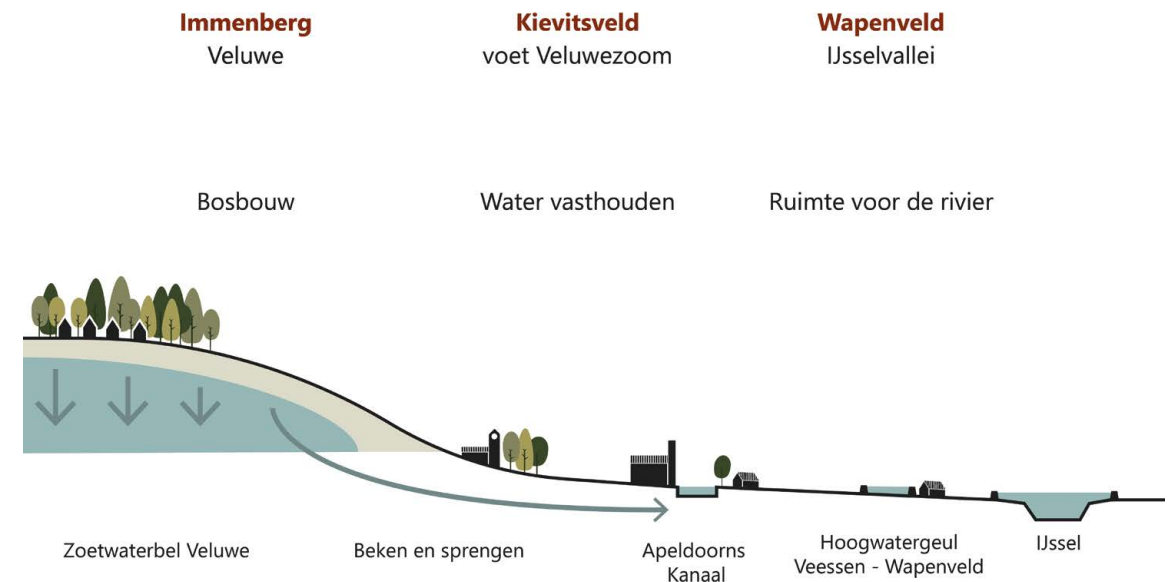 Immenberg
Veluwe
Kievitsveld
voet Veluwezoom
Wapenveld
IJsselvallei
Bosbouw
Water vasthouden
Ruimte voor de rivier
Zoetwaterbel Veluwe
Beken en sprengen
Apeldoorns
Kanaal
Hoogwatergeul
Veessen - Wapenveld
IJssel